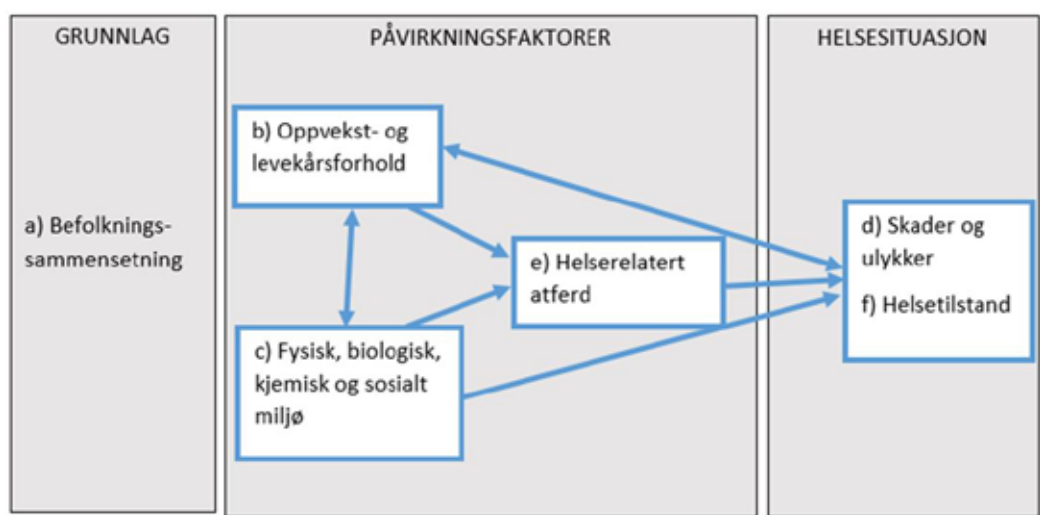 GRUNNLAG
a) Befolknings-
sammensetning
PÅVIRKNINGSFAKTORER
b) Oppvekst- og
levekårsforhold
e) Helserelatert
atferd
c) Fysisk, biologisk,
kjemisk og sosialt
miljø
HELSESITUASJON
d) Skader og
ulykker
f) Helsetilstand